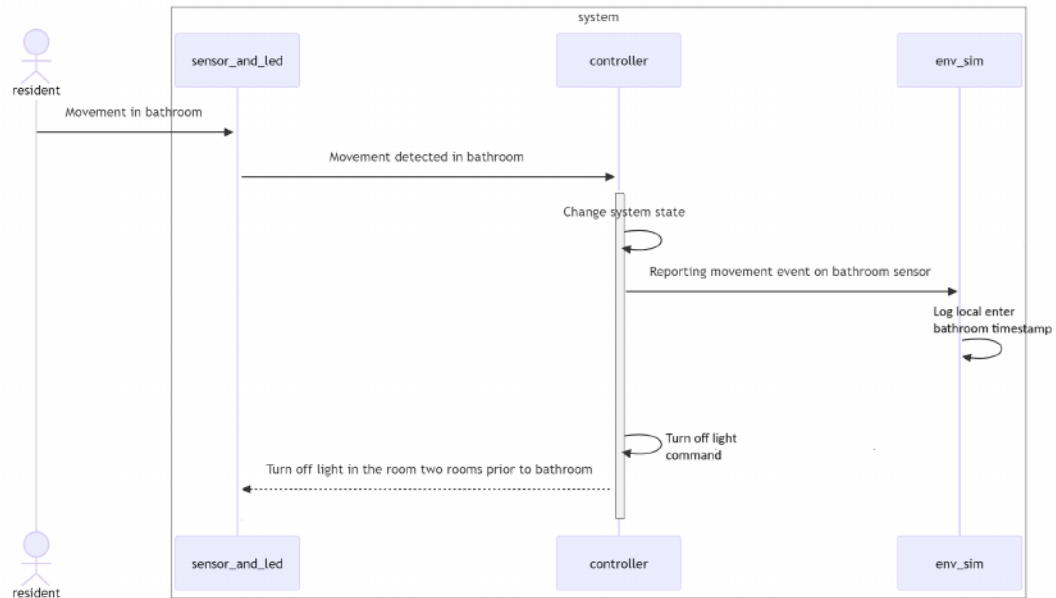 system
sensor_and_led
controller
env_sim
resident
Movement in bathroom
Movement detected in bathroom
Change system state
Reporting movement event on bathroom sensor
Log local enter
bathroom timestamp
Turn off light
command
Turn off light in the room two rooms prior to bathroom
sensor_and_led
controller
env_sim
resident